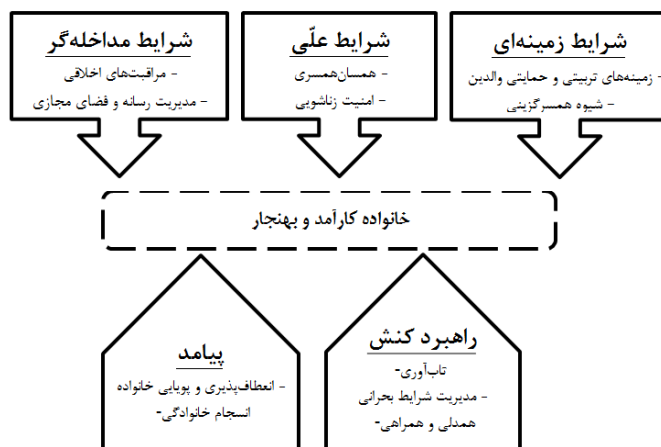 شرایط زمینه‌ای
- زمینه‌های تربیتی و حمایتی والدین
- شیوه همسرگزینی
شرایط علّی
- همسان‌همسری
- امنیت زناشویی
شرایط مداخله‌گر
- مراقبت‌های اخلاقی
- مدیریت رسانه و فضای مجازی
خانواده کارآمد و بهنجار
راهبرد کنش
تاب‌آوری-
- مدیریت شرایط بحرانی
همدلی و همراهی-
پیامد
- انعطاف‌پذیری و پویایی خانواده
انسجام خانوادگی-